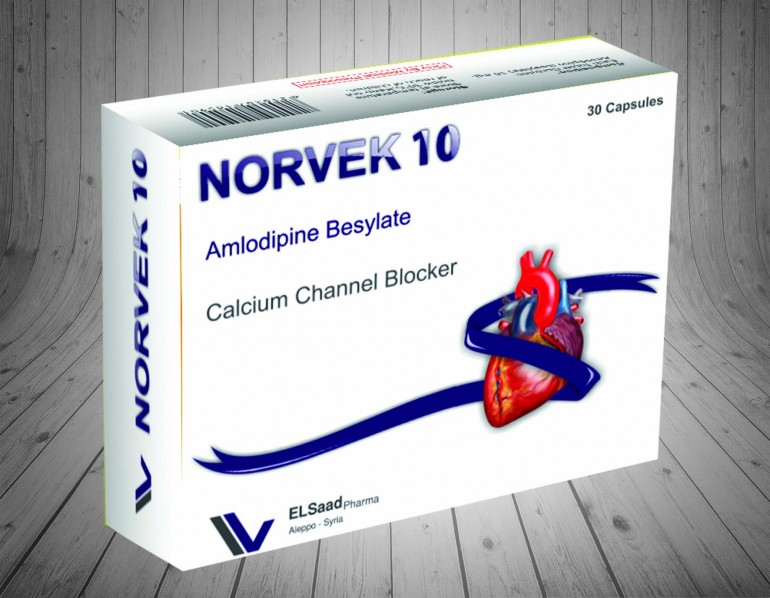 NORVEK 10
30 Capsules
Amlodipine Besylate
Calcium Channel Blocker
ELSaad Pharma
Aleppo - Syria
NORVEK 10